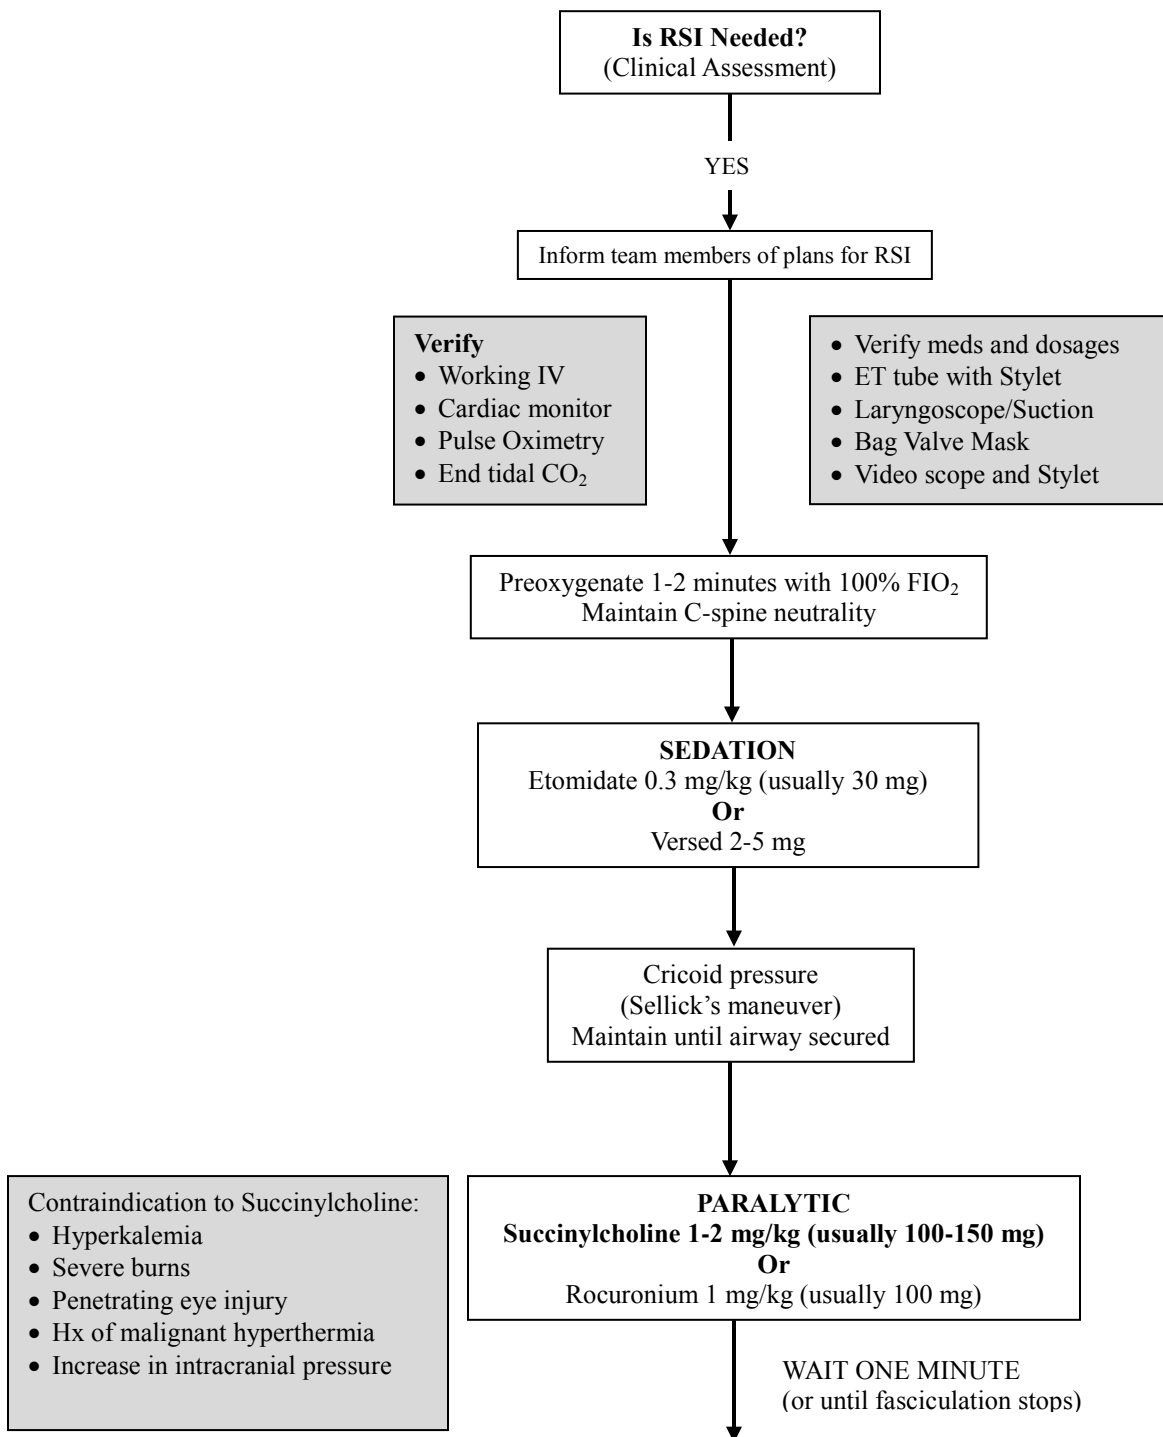 Is RSI Needed?
(Clinical Assessment)
YES
Inform team members of plans for RSI
Verify
• Working IV
• Cardiac monitor
• Pulse Oximetry
• End tidal CO₂
• Verify meds and dosages
• ET tube with Stylet
• Laryngoscope/Suction
• Bag Valve Mask
• Video scope and Stylet
Preoxygenate 1-2 minutes with 100% FIO₂
Maintain C-spine neutrality
SEDATION
Etomidate 0.3 mg/kg (usually 30 mg)
Or
Versed 2-5 mg
Cricoid pressure
(Sellick’s maneuver)
Maintain until airway secured
Contraindication to Succinylcholine:
• Hyperkalemia
• Severe burns
• Penetrating eye injury
• Hx of malignant hyperthermia
• Increase in intracranial pressure
PARALYTIC
Succinylcholine 1-2 mg/kg (usually 100-150 mg)
Or
Rocuronium 1 mg/kg (usually 100 mg)
WAIT ONE MINUTE
(or until fasciculation stops)